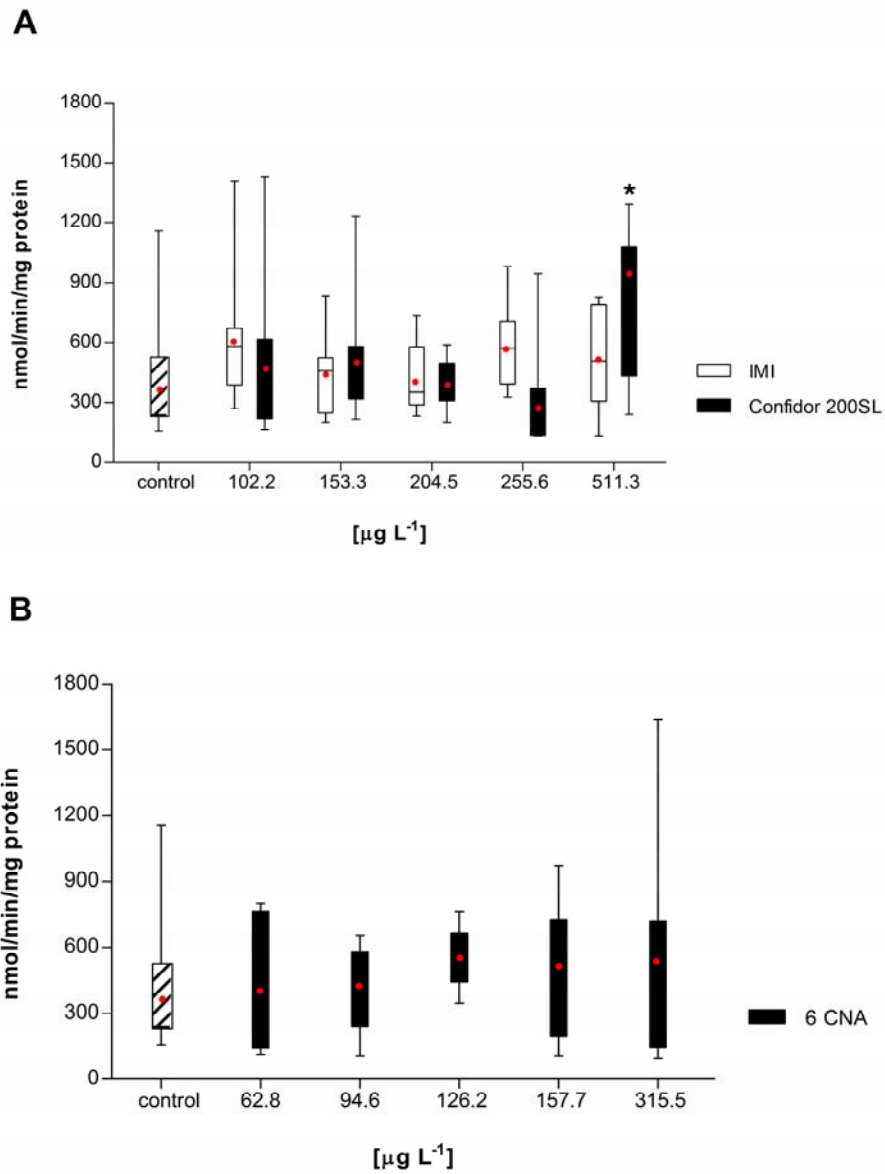 A
1800
1500
1200
900
600
300
0
nmol/min/mg protein
*
IMI
Confidor 200SL
control 102.2 153.3 204.5 255.6 511.3
[µg L⁻¹]
B
1800
1500
1200
900
600
300
0
nmol/min/mg protein
6 CNA
control 62.8 94.6 126.2 157.7 315.5
[µg L⁻¹]